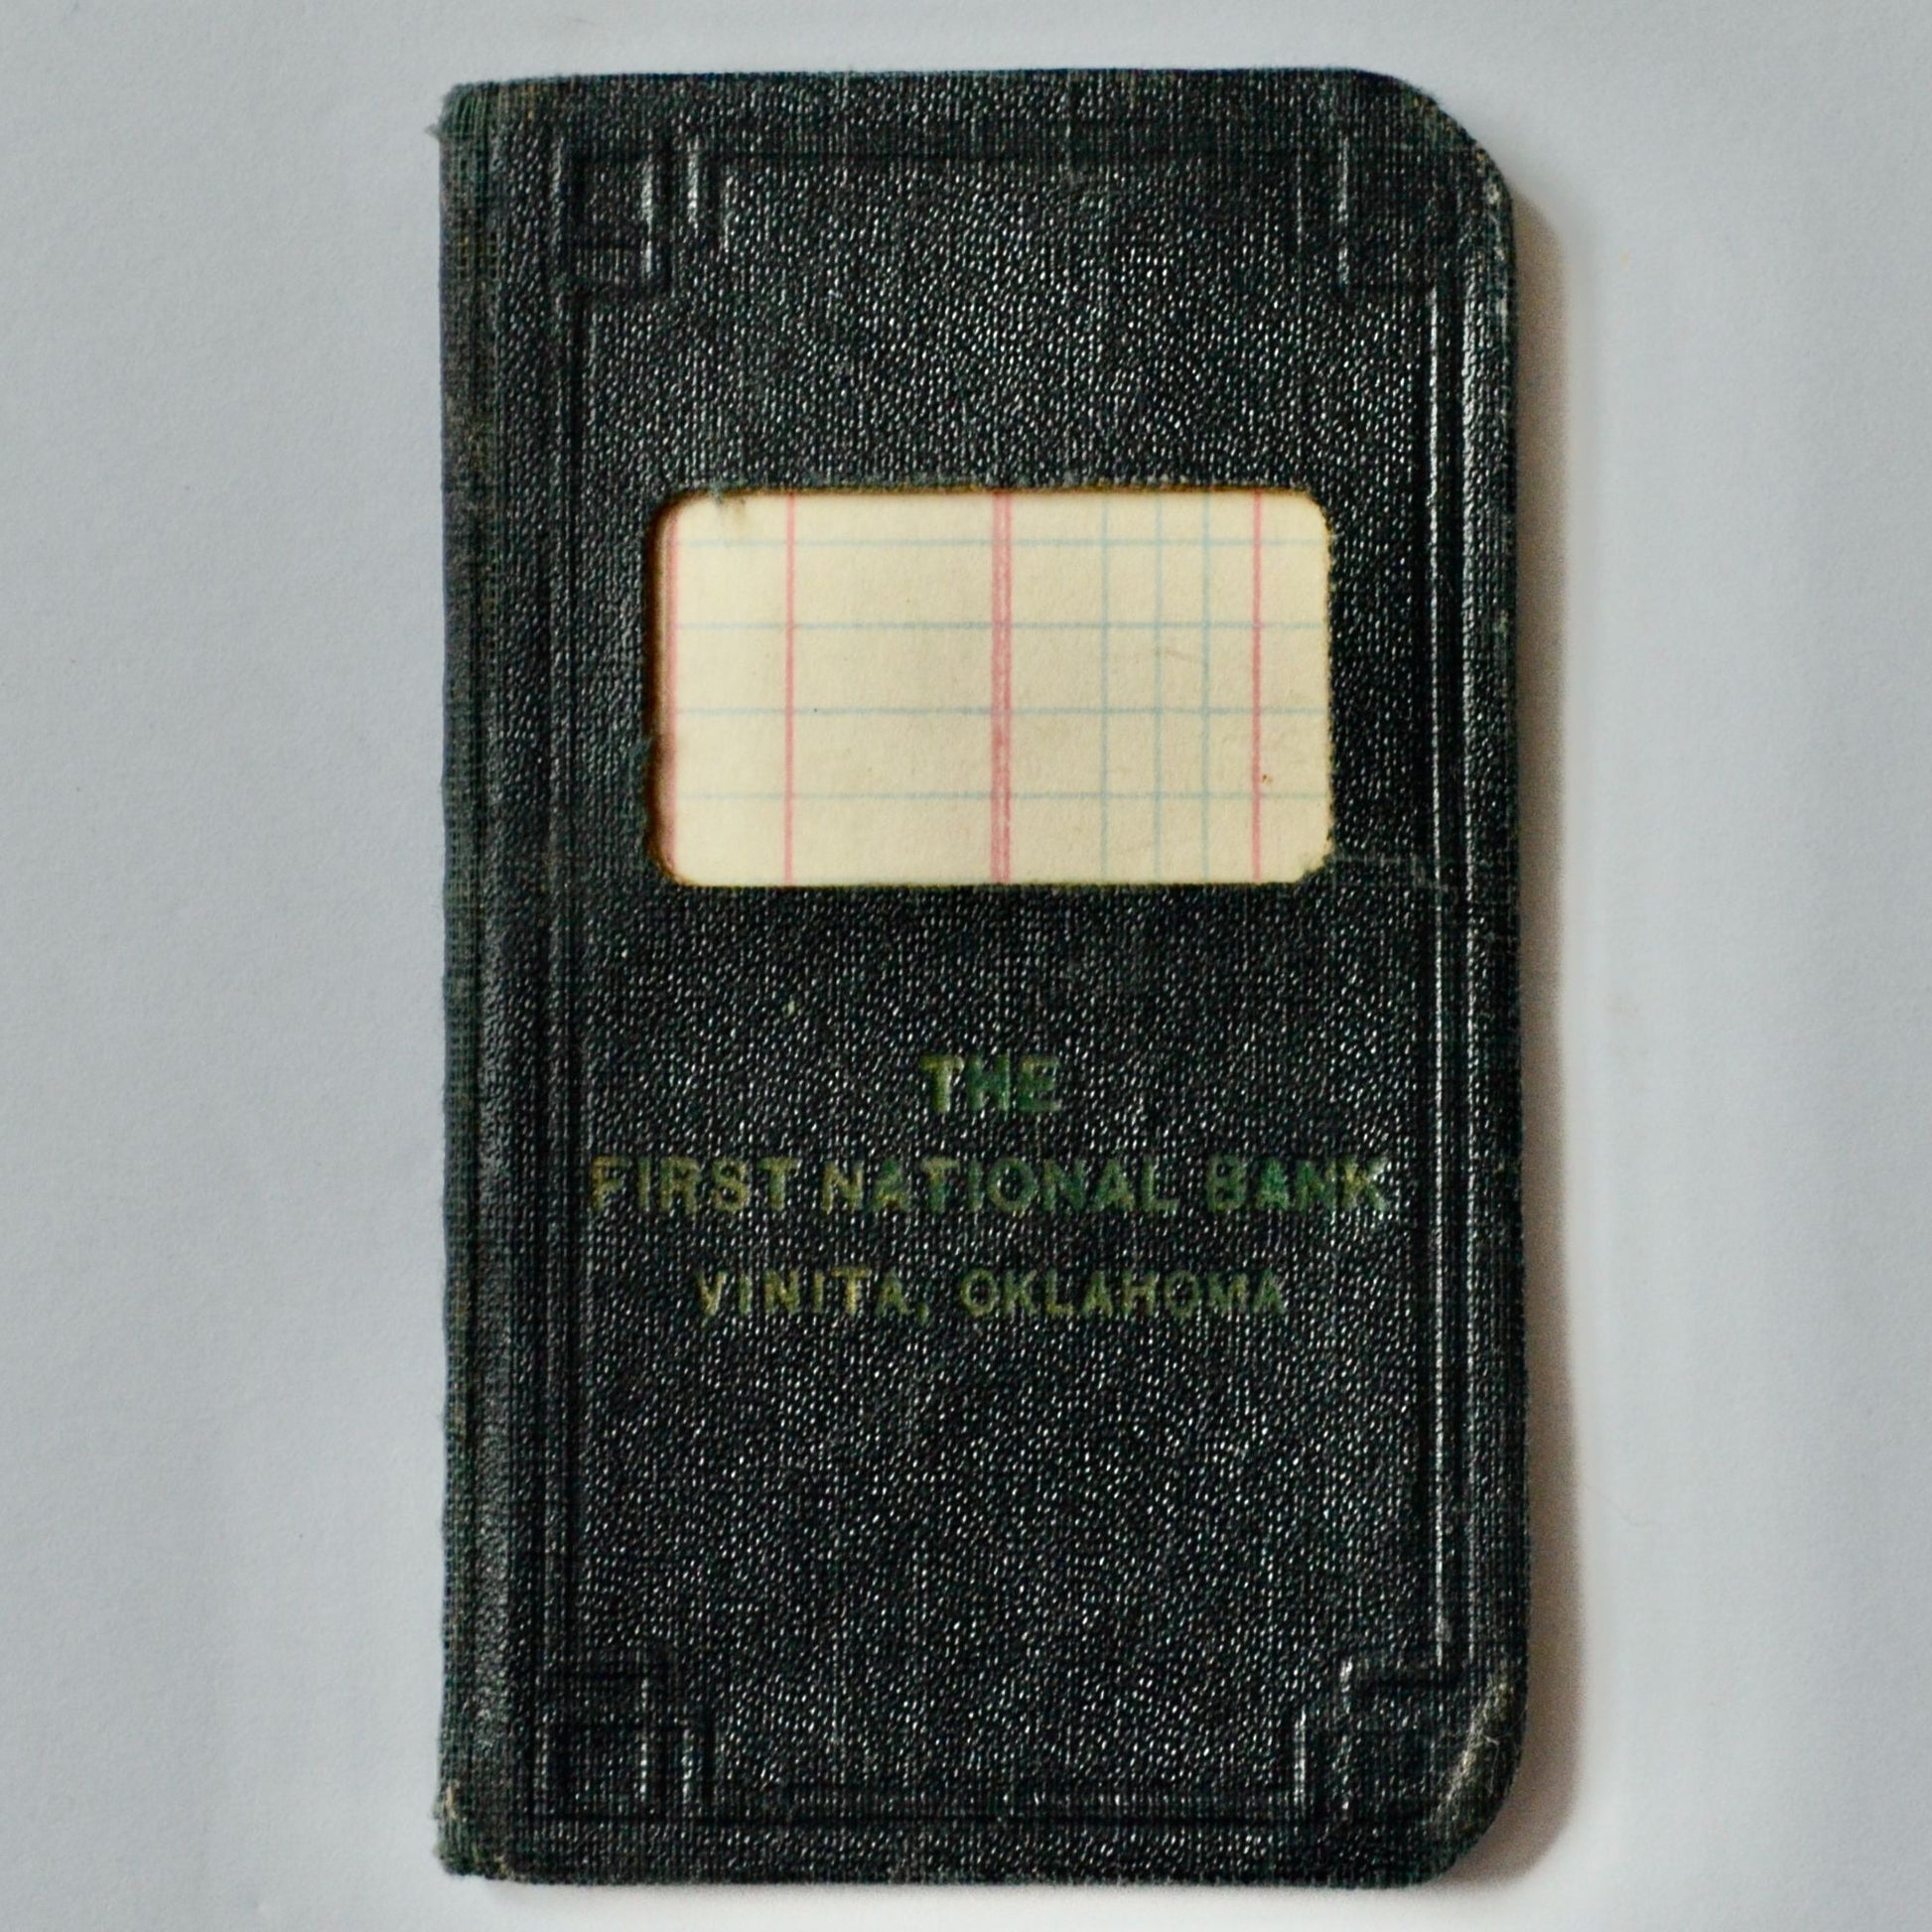 THE
FIRST NATIONAL BANK
VINITA, OKLAHOMA